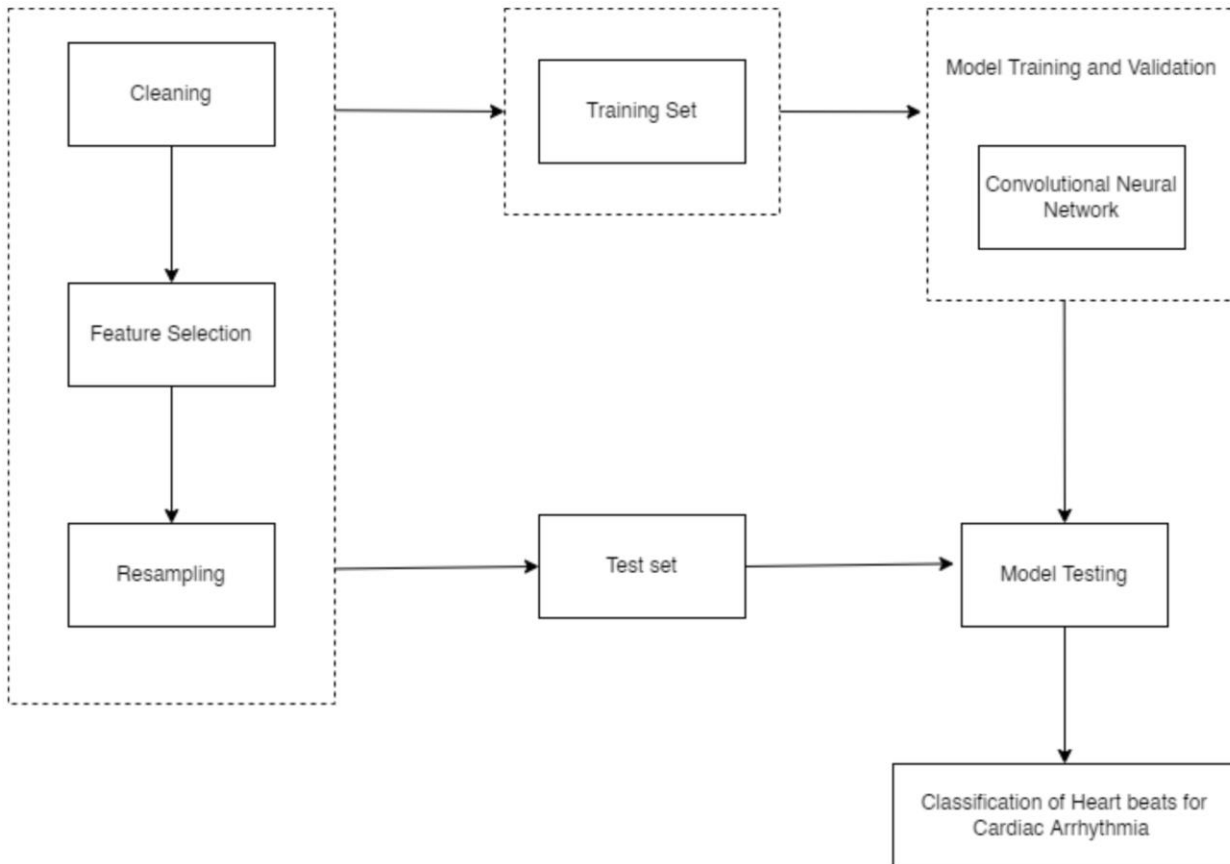 Cleaning
Feature Selection
Resampling
Training Set
Test set
Model Training and Validation
Convolutional Neural
Network
Model Testing
Classification of Heart beats for
Cardiac Arrhythmia